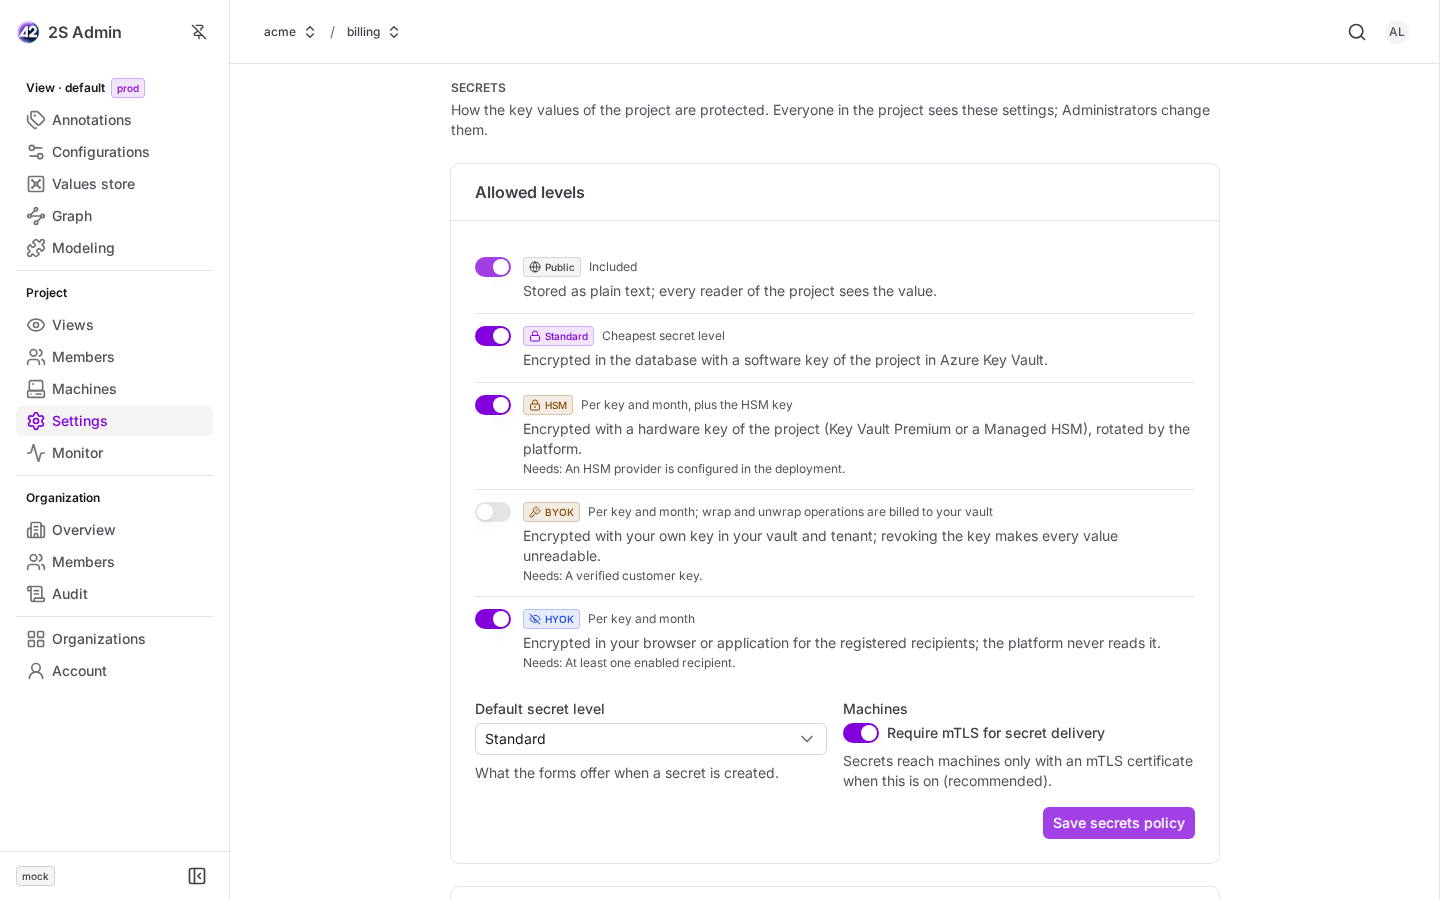 42 2S Admin
acme / billing
AL
View · default prod
Annotations
Configurations
Values store
Graph
Modeling
Project
Views
Members
Machines
Settings
Monitor
Organization
Overview
Members
Audit
Organizations
Account
mock
SECRETS
How the key values of the project are protected. Everyone in the project sees these settings; Administrators change
them.
Allowed levels
Public Included
Stored as plain text; every reader of the project sees the value.
Standard Cheapest secret level
Encrypted in the database with a software key of the project in Azure Key Vault.
HSM Per key and month, plus the HSM key
Encrypted with a hardware key of the project (Key Vault Premium or a Managed HSM), rotated by the
platform.
Needs: An HSM provider is configured in the deployment.
BYOK Per key and month; wrap and unwrap operations are billed to your vault
Encrypted with your own key in your vault and tenant; revoking the key makes every value
unreadable.
Needs: A verified customer key.
HYOK Per key and month
Encrypted in your browser or application for the registered recipients; the platform never reads it.
Needs: At least one enabled recipient.
Default secret level
Standard
What the forms offer when a secret is created.
Machines
Require mTLS for secret delivery
Secrets reach machines only with an mTLS certificate
when this is on (recommended).
Save secrets policy